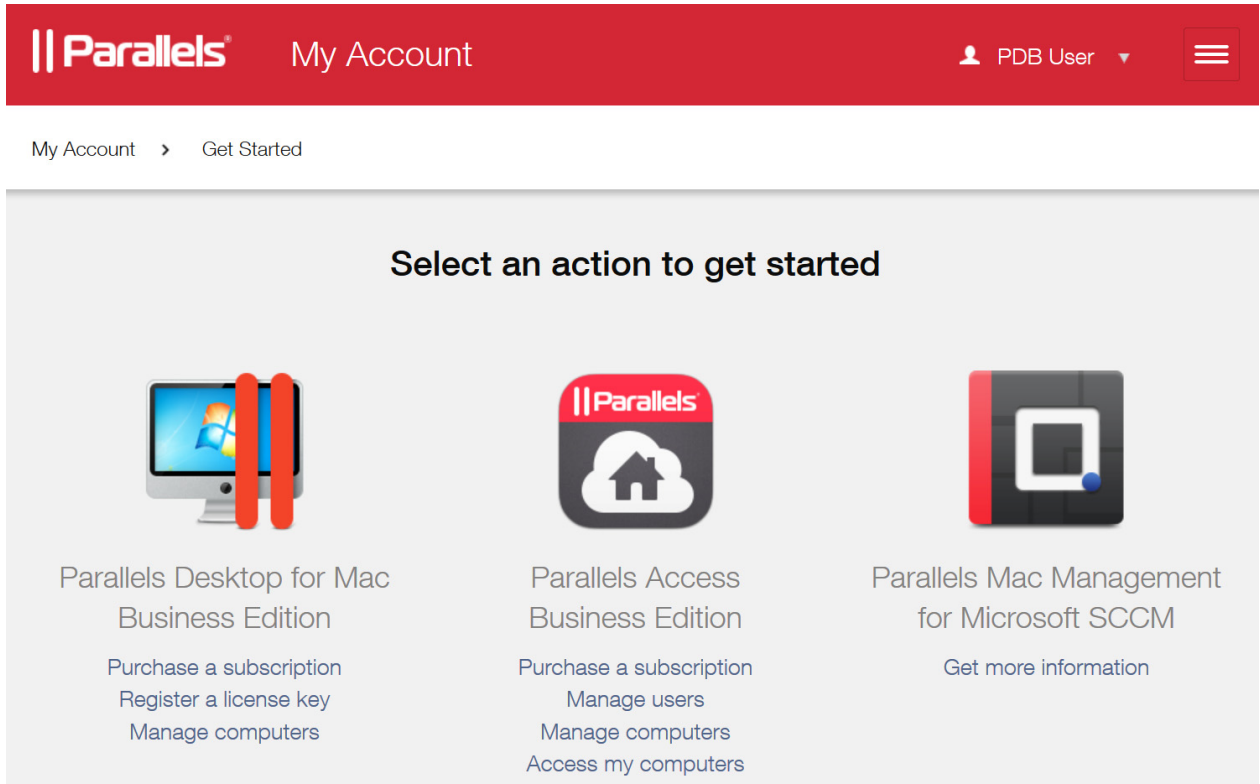 Parallels® My Account PDB User
My Account > Get Started
Select an action to get started
Parallels
Parallels Desktop for Mac
Business Edition
Purchase a subscription
Register a license key
Manage computers
Parallels Access
Business Edition
Purchase a subscription
Manage users
Manage computers
Access my computers
Parallels Mac Management
for Microsoft SCCM
Get more information